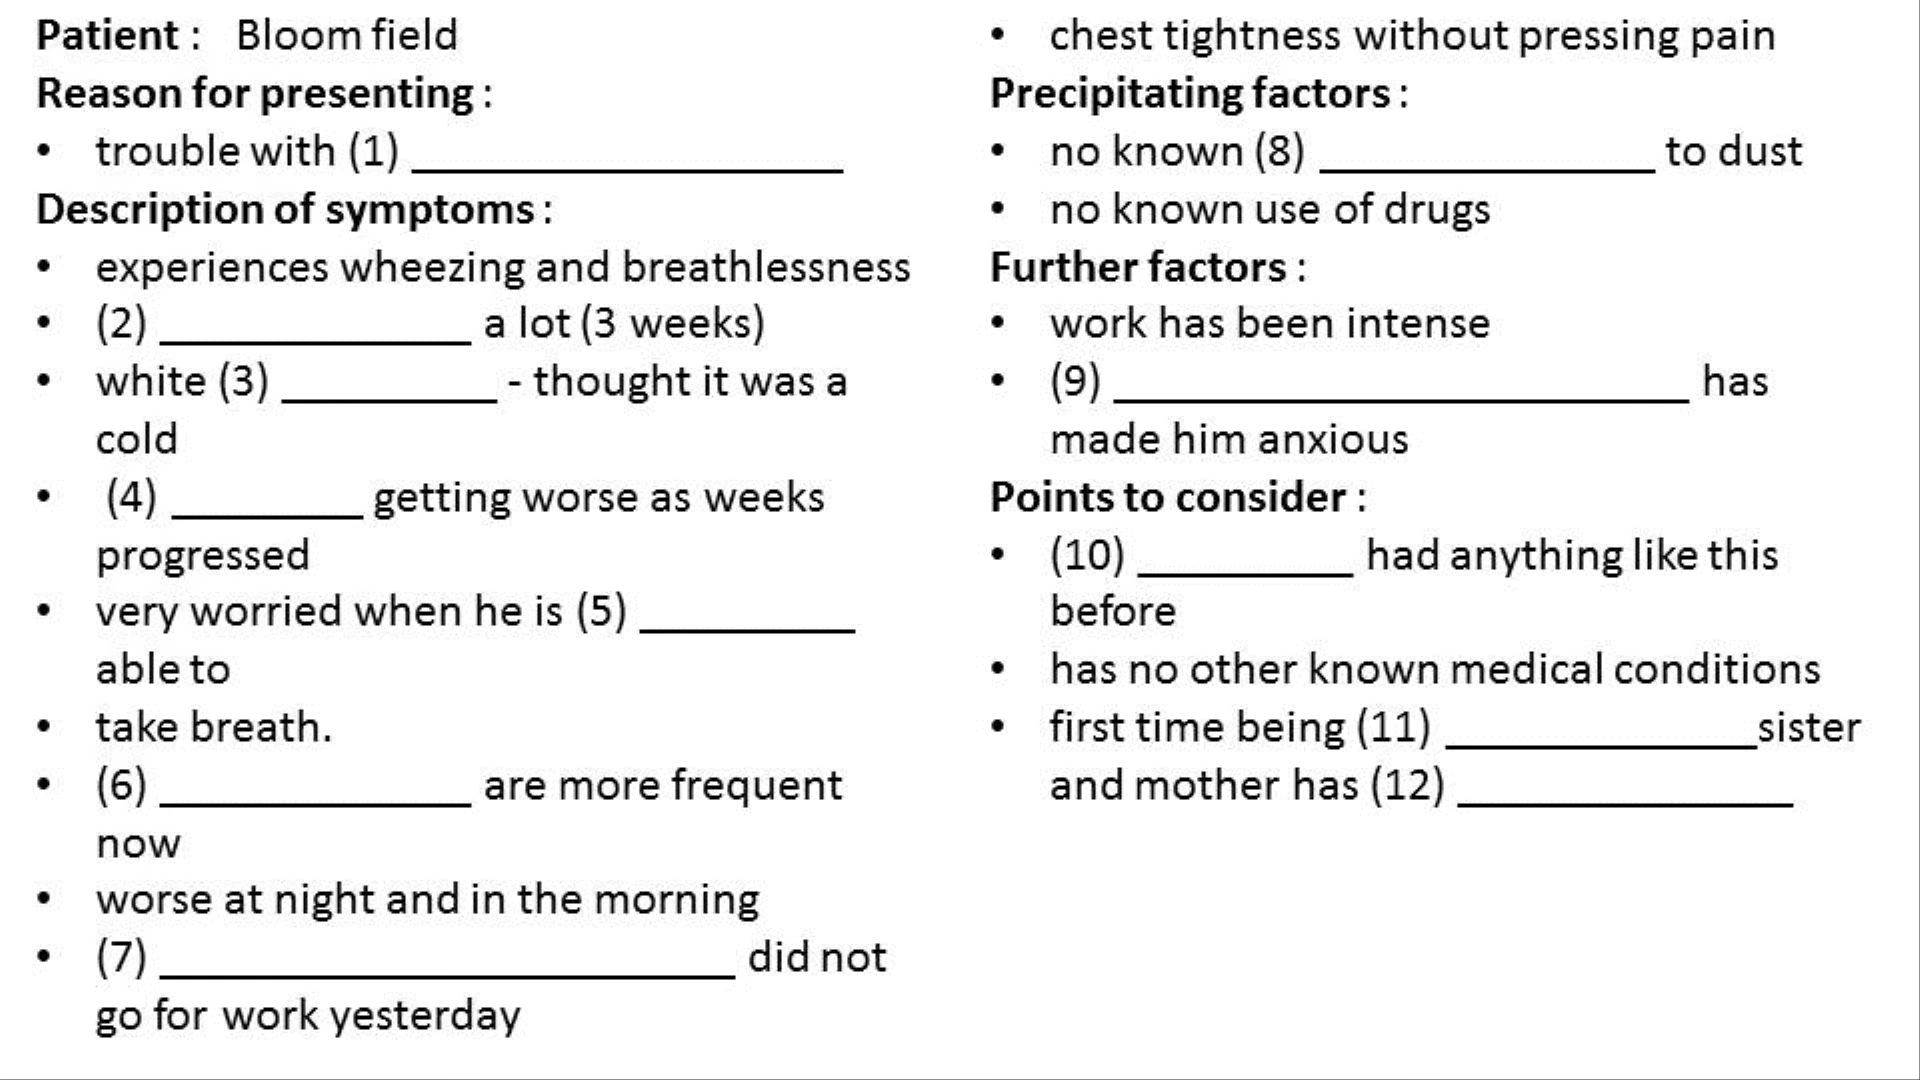 Patient : Bloom field
Reason for presenting :
• trouble with (1) ____________________
Description of symptoms :
• experiences wheezing and breathlessness
• (2) _____________ a lot (3 weeks)
• white (3) _________ - thought it was a
cold
• (4) ________ getting worse as weeks
progressed
• very worried when he is (5) _________
able to
• take breath.
• (6) _____________ are more frequent
now
• worse at night and in the morning
• (7) ________________________ did not
go for work yesterday
• chest tightness without pressing pain
Precipitating factors :
• no known (8) ______________ to dust
• no known use of drugs
Further factors :
• work has been intense
• (9) ________________________ has
made him anxious
Points to consider :
• (10) _________ had anything like this
before
• has no other known medical conditions
• first time being (11) _____________sister
and mother has (12) ______________